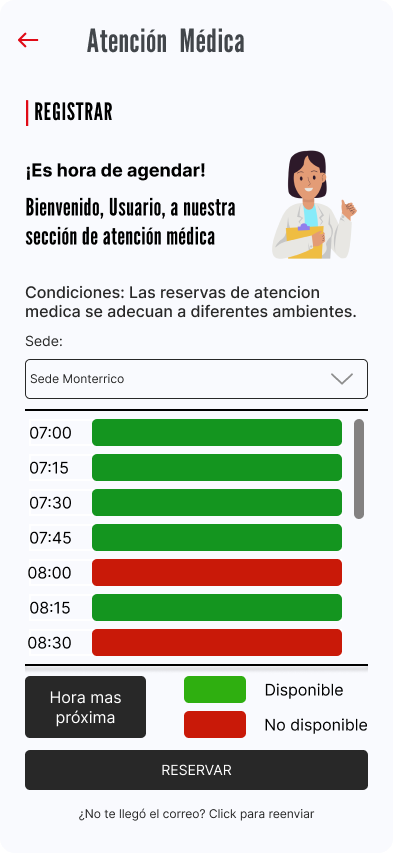 Atención Médica
REGISTRAR
¡Es hora de agendar!
Bienvenido, Usuario, a nuestra
sección de atención médica
Condiciones: Las reservas de atencion
medica se adecuan a diferentes ambientes.
Sede:
Sede Monterrico
07:00
07:15
07:30
07:45
08:00
08:15
08:30
Hora mas
próxima
Disponible
No disponible
RESERVAR
¿No te llegó el correo? Click para reenviar